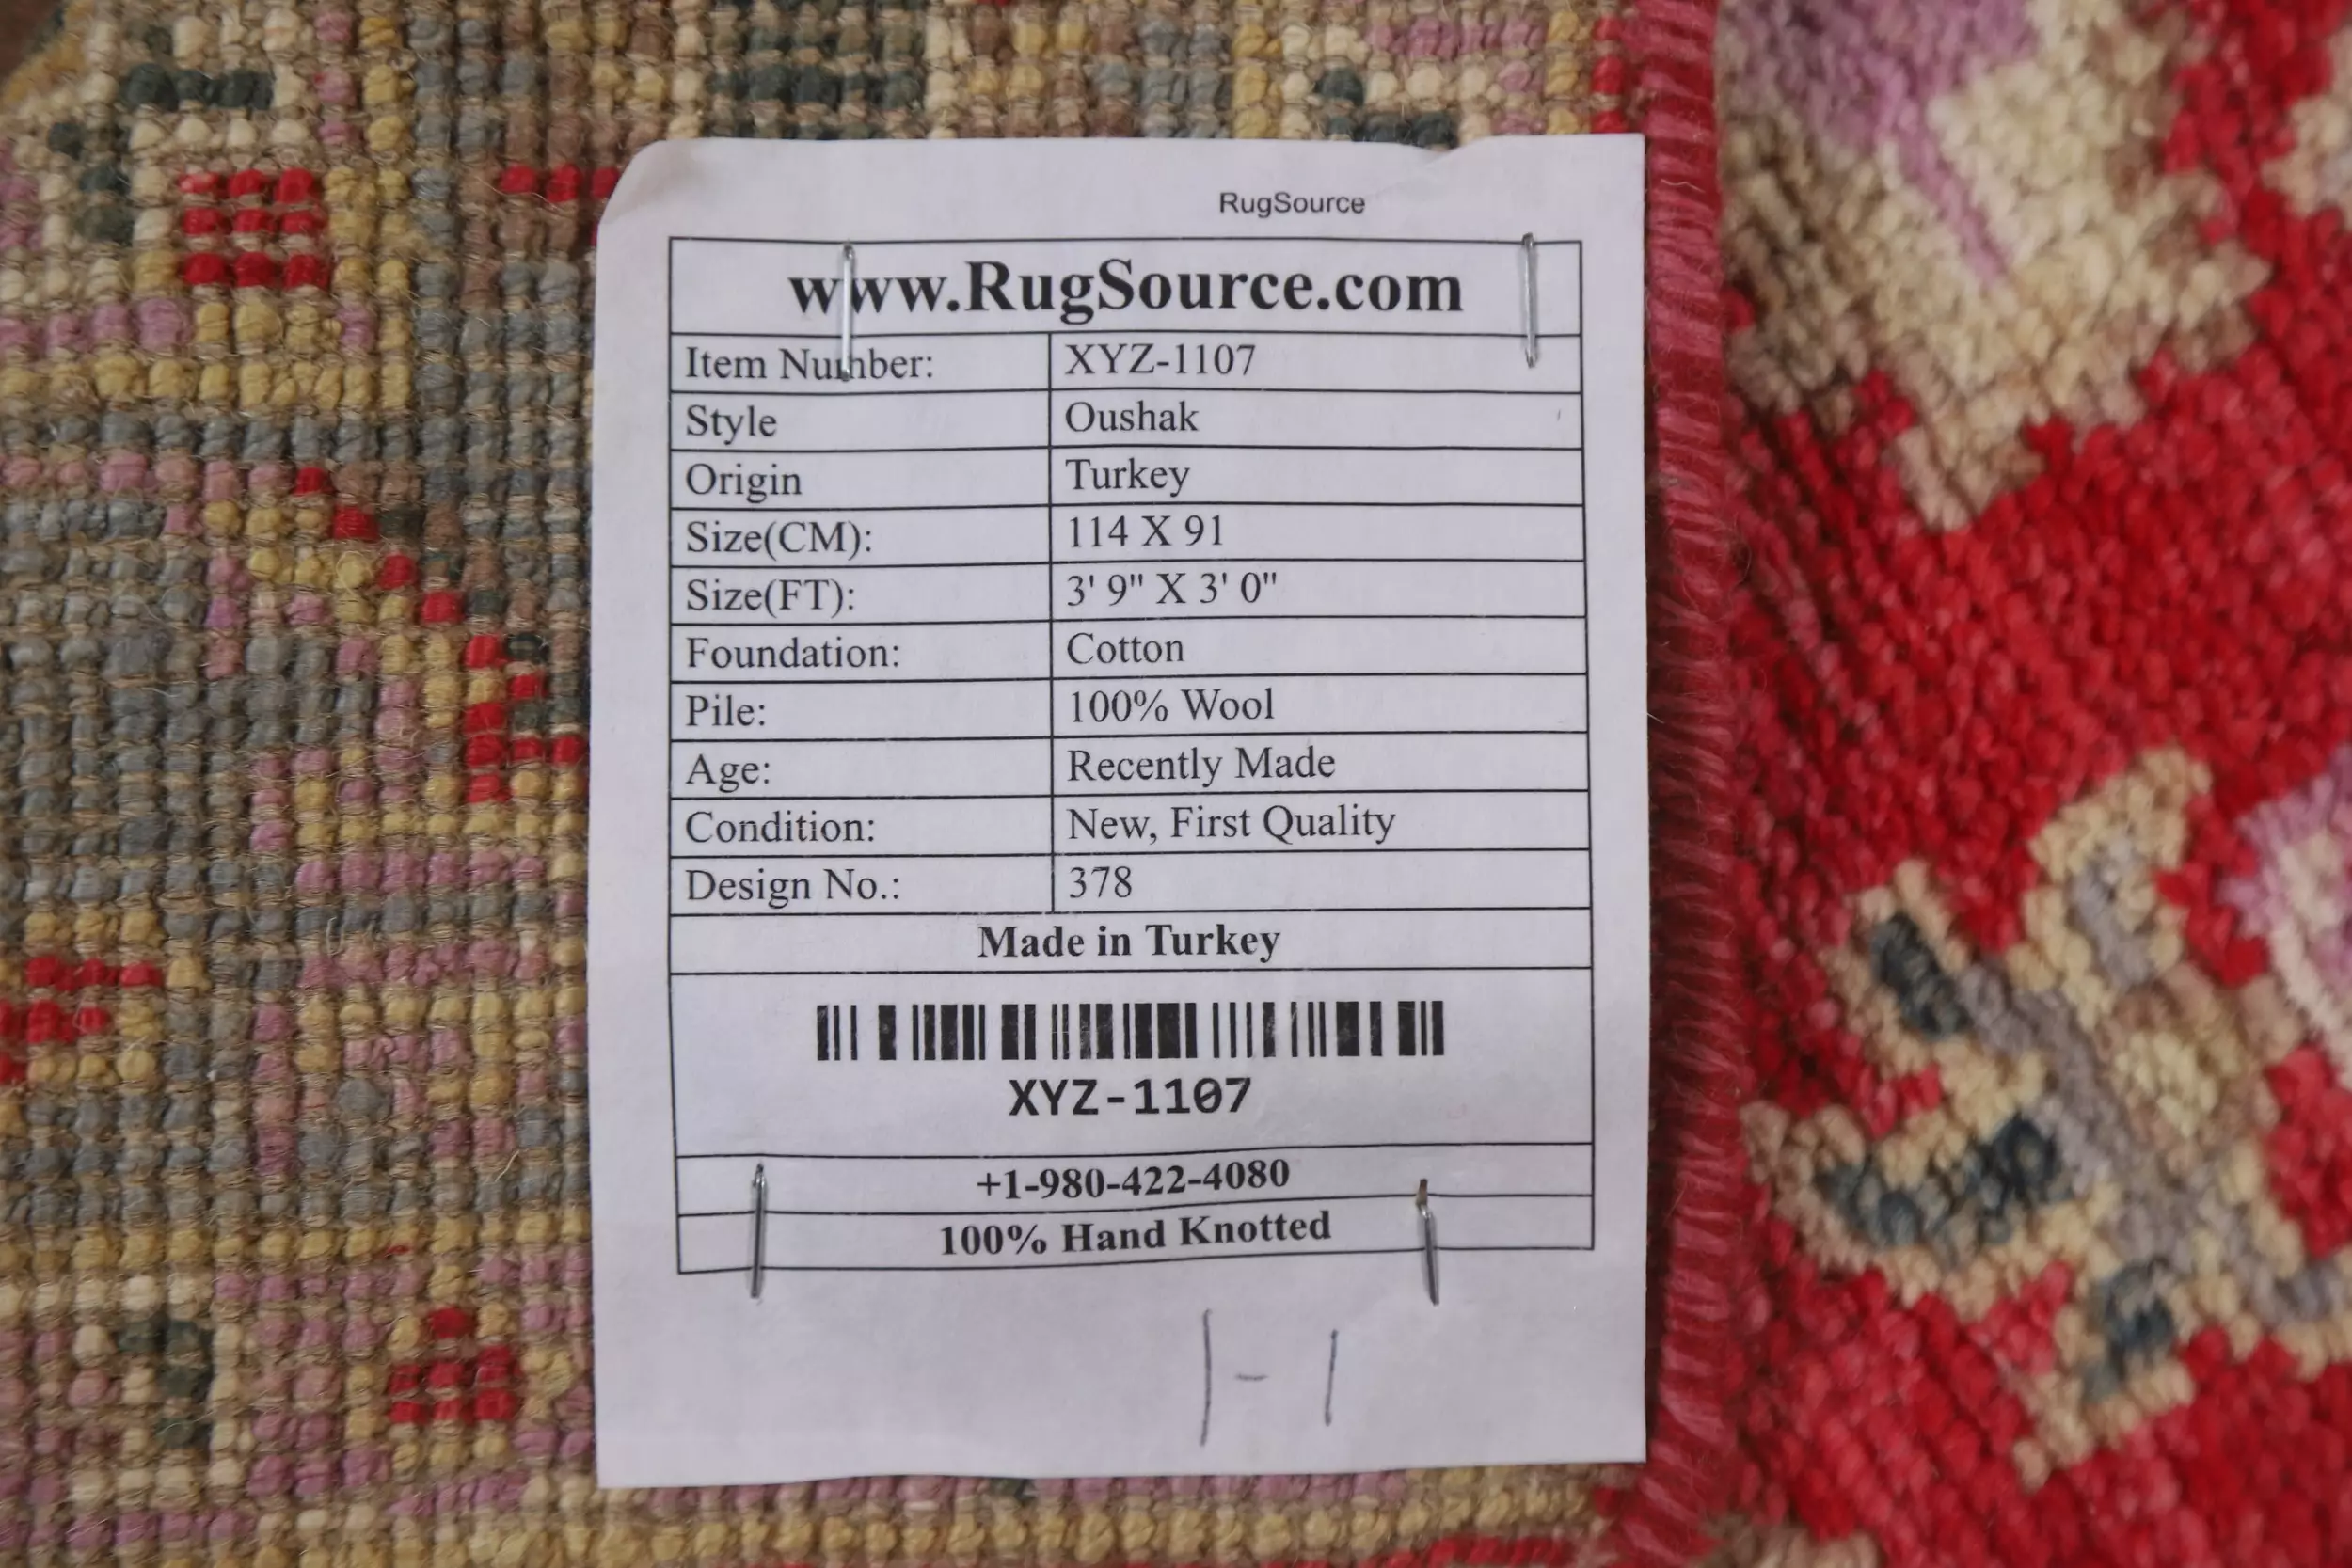 RugSource
www.RugSource.com
Item Number: XYZ-1107
Style Oushak
Origin Turkey
Size(CM): 114 X 91
Size(FT): 3' 9" X 3' 0"
Foundation: Cotton
Pile: 100% Wool
Age: Recently Made
Condition: New, First Quality
Design No.: 378
Made in Turkey
XYZ-1107
+1-980-422-4080
100% Hand Knotted
1-1